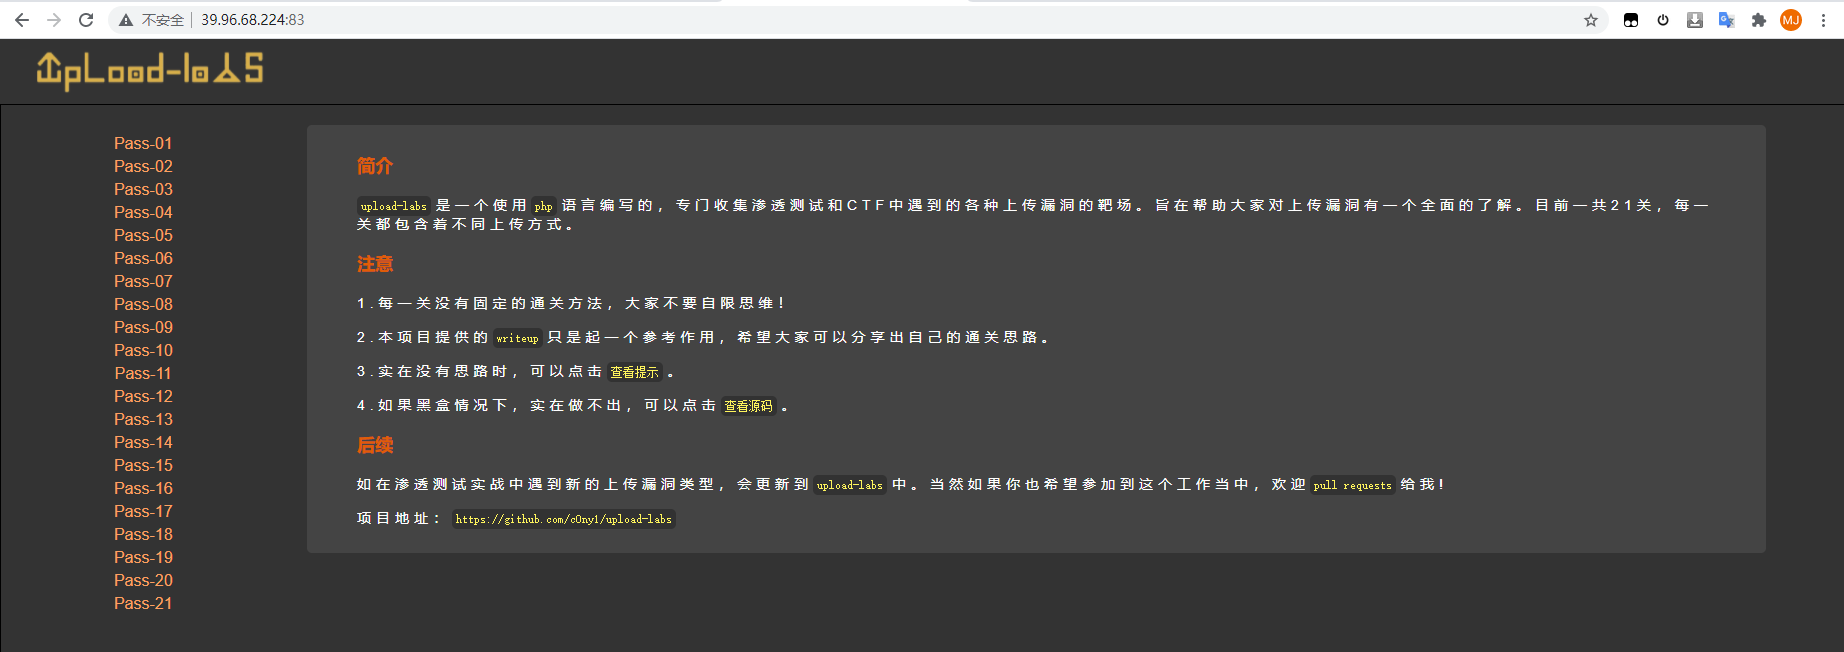 不安全 39.96.68.224:83
MJ
Upload-labs
Pass-01
Pass-02
Pass-03
Pass-04
Pass-05
Pass-06
Pass-07
Pass-08
Pass-09
Pass-10
Pass-11
Pass-12
Pass-13
Pass-14
Pass-15
Pass-16
Pass-17
Pass-18
Pass-19
Pass-20
Pass-21
简介
upload-labs 是一个使用 php 语言编写的，专门收集渗透测试和CTF中遇到的各种上传漏洞的靶场。旨在帮助大家对上传漏洞有一个全面的了解。目前一共21关，每一
关都包含着不同上传方式。
注意
1.每一关没有固定的通关方法，大家不要自限思维！
2.本项目提供的 writeup 只是起一个参考作用，希望大家可以分享出自己的通关思路。
3.实在没有思路时，可以点击 查看提示 。
4.如果黑盒情况下，实在做不出，可以点击 查看源码 。
后续
如在渗透测试实战中遇到新的上传漏洞类型，会更新到 upload-labs 中。当然如果你也希望参加到这个工作当中，欢迎 pull requests 给我！
项目地址： https://github.com/c0ny1/upload-labs